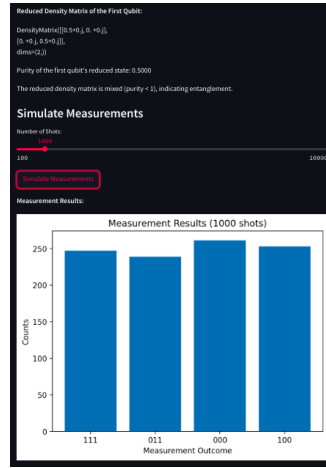 Reduced Density Matrix of the First Qubit:
DensityMatrix([[0.5+0.j, 0. +0.j],
[0. +0.j, 0.5+0.j]],
dims=(2,))
Purity of the first qubit's reduced state: 0.5000
The reduced density matrix is mixed (purity < 1), indicating entanglement.
Simulate Measurements
Number of Shots:
1000
100 10000
Simulate Measurements
Measurement Results:
Measurement Results (1000 shots)
Counts
250
200
150
100
50
0
111 011 000 100
Measurement Outcome